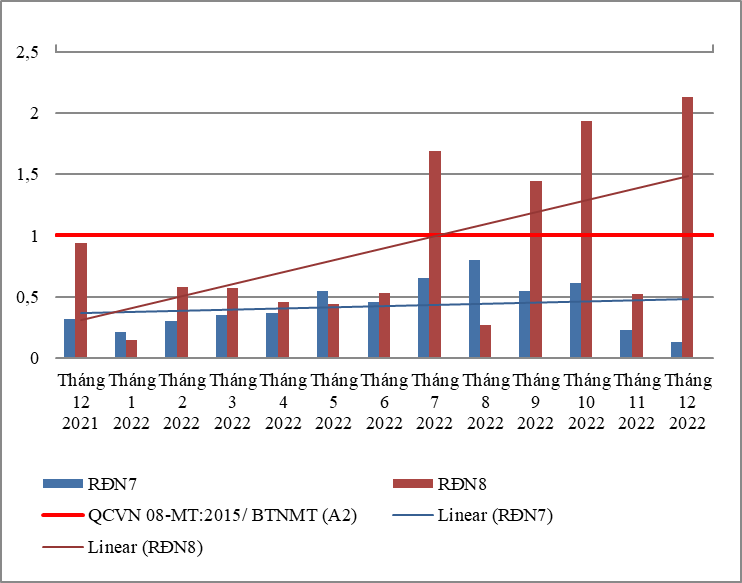 2,5
2
1,5
1
0,5
0
Tháng Tháng Tháng Tháng Tháng Tháng Tháng Tháng Tháng Tháng Tháng Tháng Tháng
12 1 2 3 4 5 6 7 8 9 10 11 12
2021 2022 2022 2022 2022 2022 2022 2022 2022 2022 2022 2022 2022
RĐN7 RĐN8
QCVN 08-MT:2015/ BTNMT (A2) Linear (RĐN7)
Linear (RĐN8)